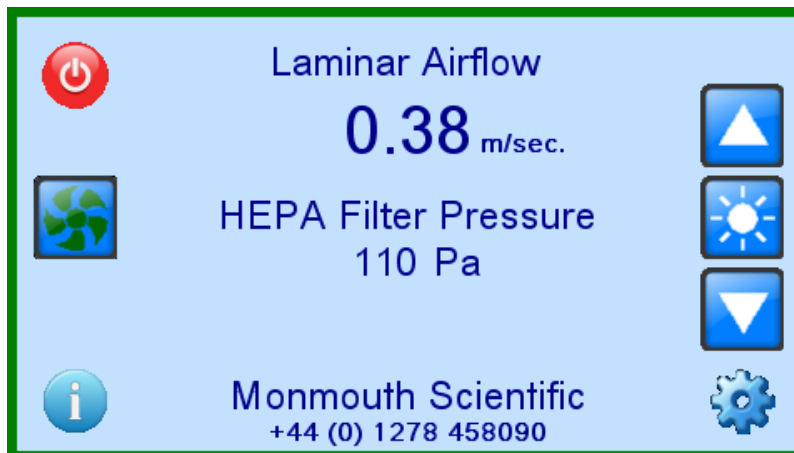 Laminar Airflow
0.38 m/sec.
HEPA Filter Pressure
110 Pa
i
Monmouth Scientific
+44 (0) 1278 458090